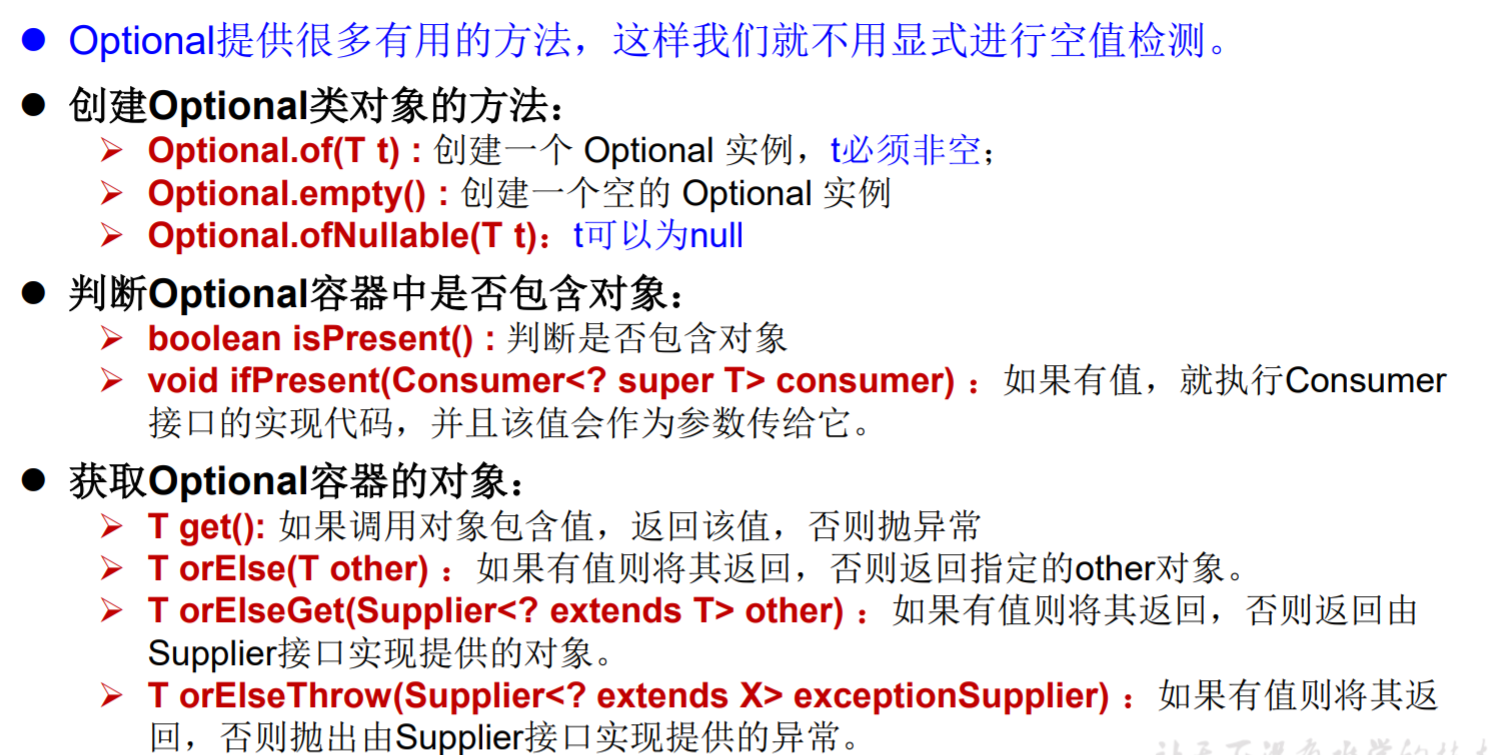 ● Optional提供很多有用的方法，这样我们就不用显式进行空值检测。
● 创建Optional类对象的方法：
➢ Optional.of(T t) : 创建一个 Optional 实例，t必须非空；
➢ Optional.empty() : 创建一个空的 Optional 实例
➢ Optional.ofNullable(T t)：t可以为null
● 判断Optional容器中是否包含对象：
➢ boolean isPresent() : 判断是否包含对象
➢ void ifPresent(Consumer<? super T> consumer) ：如果有值，就执行Consumer
接口的实现代码，并且该值会作为参数传给它。
● 获取Optional容器的对象：
➢ T get(): 如果调用对象包含值，返回该值，否则抛异常
➢ T orElse(T other) ：如果有值则将其返回，否则返回指定的other对象。
➢ T orElseGet(Supplier<? extends T> other) ：如果有值则将其返回，否则返回由
Supplier接口实现提供的对象。
➢ T orElseThrow(Supplier<? extends X> exceptionSupplier) ：如果有值则将其返
回，否则抛出由Supplier接口实现提供的异常。